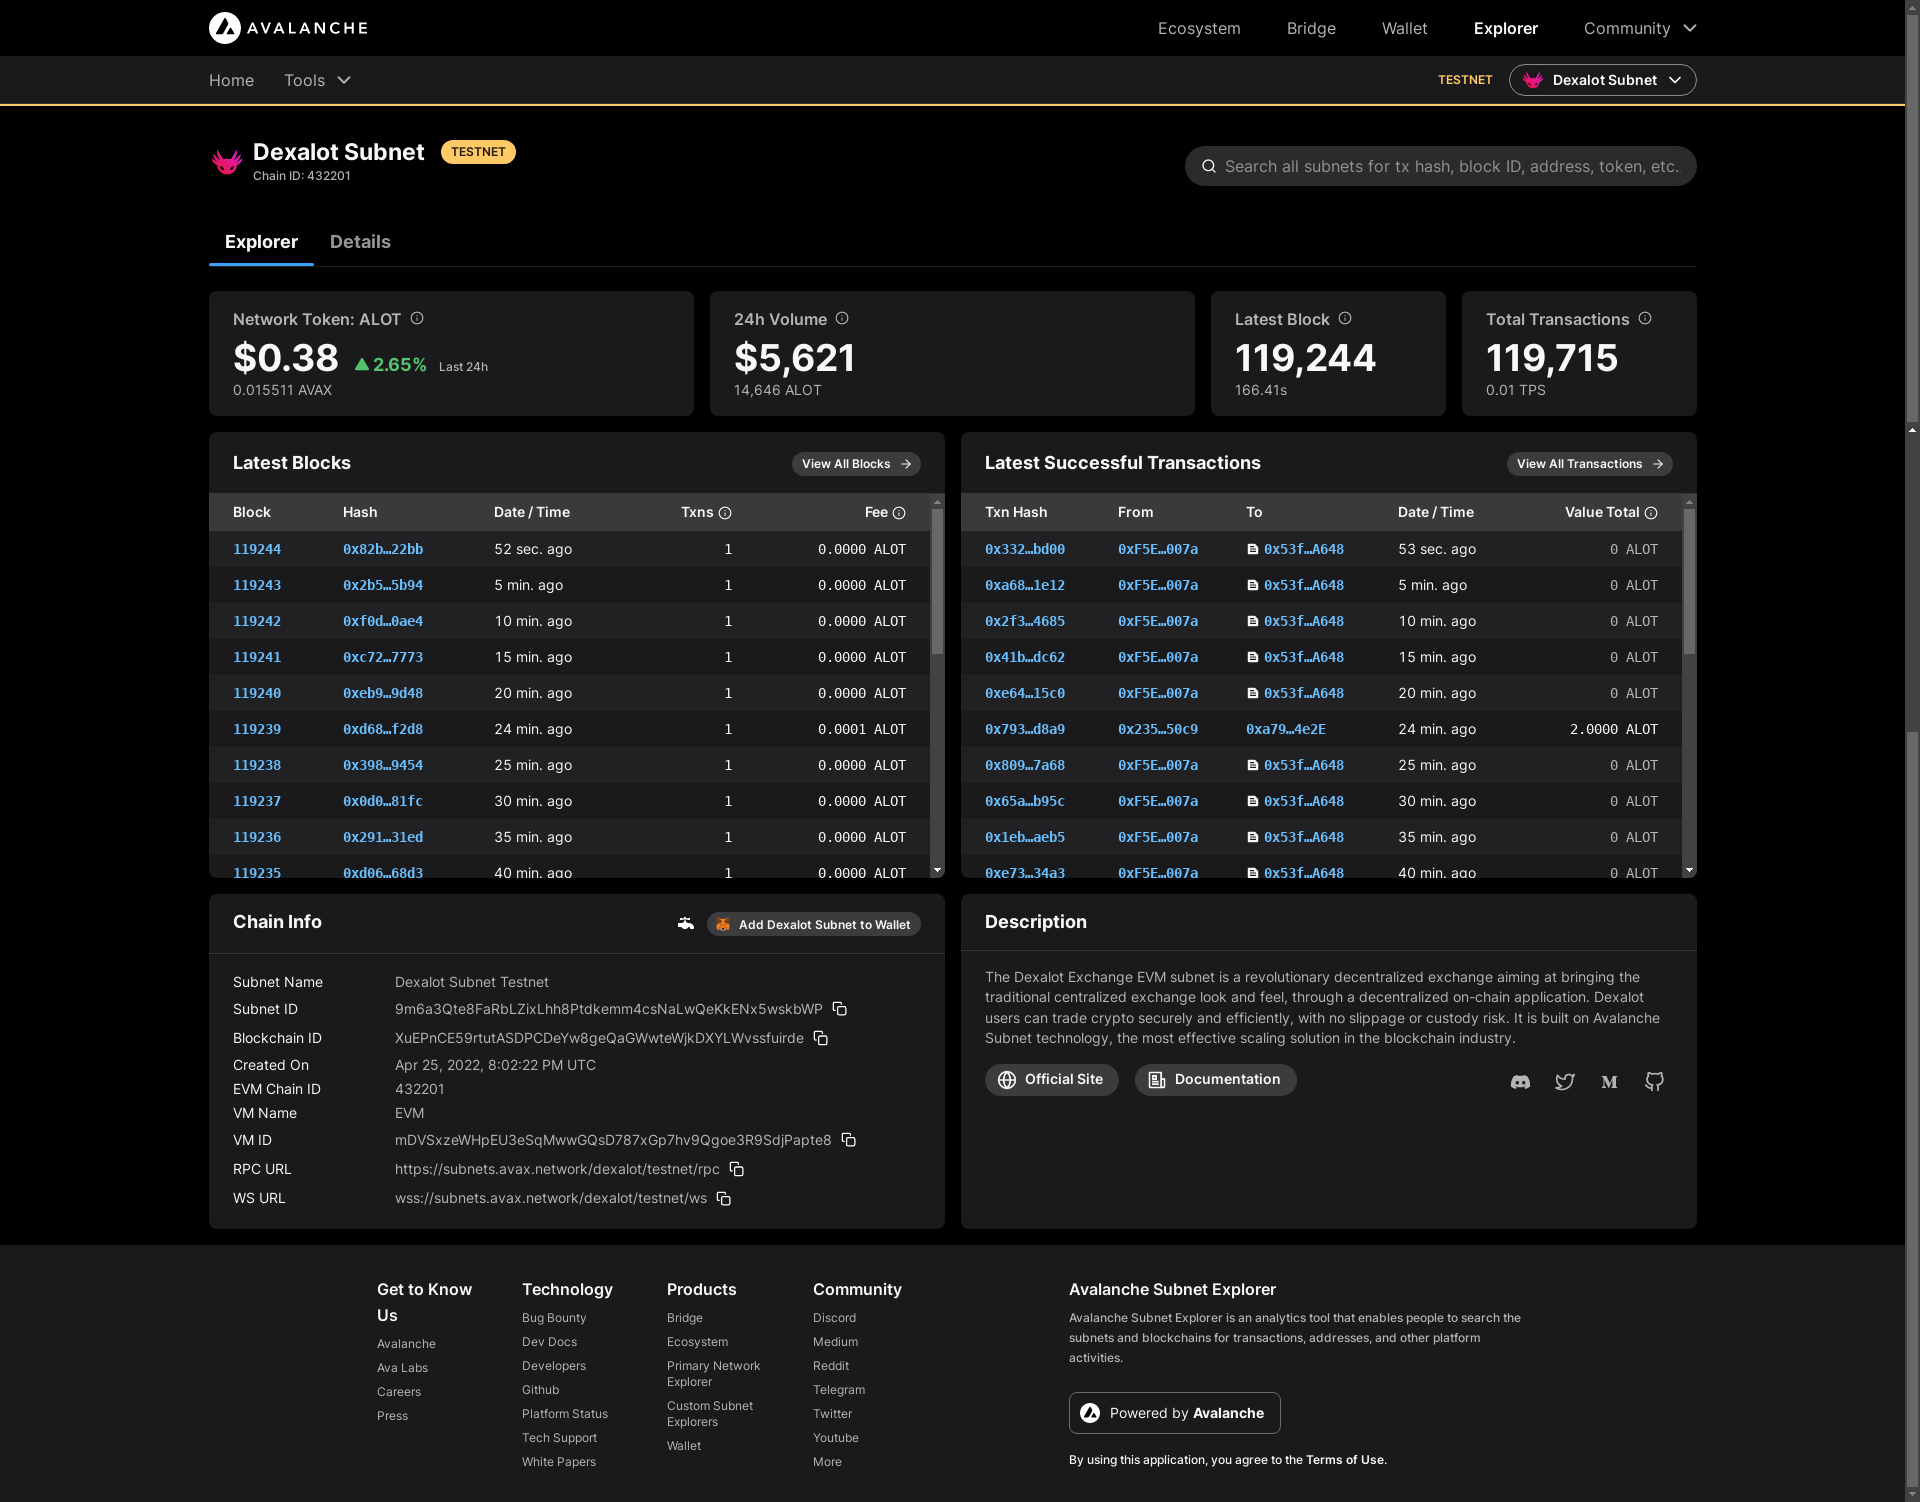 AVALANCHE
Ecosystem Bridge Wallet Explorer Community
Home Tools TESTNET Dexalot Subnet
Dexalot Subnet TESTNET
Chain ID: 432201
Search all subnets for tx hash, block ID, address, token, etc.
Explorer Details
Network Token: ALOT 24h Volume Latest Block Total Transactions
$0.38 2.65% Last 24h $5,621 119,244 119,715
0.015511 AVAX 14,646 ALOT 166.41s 0.01 TPS
Latest Blocks View All Blocks
Block Hash Date / Time Txns Fee
119244 0x82b…22bb 52 sec. ago 1 0.0000 ALOT
119243 0x2b5…5b94 5 min. ago 1 0.0000 ALOT
119242 0xf0d…0ae4 10 min. ago 1 0.0000 ALOT
119241 0xc72…7773 15 min. ago 1 0.0000 ALOT
119240 0xeb9…9d48 20 min. ago 1 0.0000 ALOT
119239 0xd68…f2d8 24 min. ago 1 0.0001 ALOT
119238 0x398…9454 25 min. ago 1 0.0000 ALOT
119237 0x0d0…81fc 30 min. ago 1 0.0000 ALOT
119236 0x291…31ed 35 min. ago 1 0.0000 ALOT
119235 0xd06…68d3 40 min. ago 1 0.0000 ALOT
Latest Successful Transactions View All Transactions
Txn Hash From To Date / Time Value Total
0x332…bd00 0xF5E…007a 0x53f…A648 53 sec. ago 0 ALOT
0xa68…1e12 0xF5E…007a 0x53f…A648 5 min. ago 0 ALOT
0x2f3…4685 0xF5E…007a 0x53f…A648 10 min. ago 0 ALOT
0x41b…dc62 0xF5E…007a 0x53f…A648 15 min. ago 0 ALOT
0xe64…15c0 0xF5E…007a 0x53f…A648 20 min. ago 0 ALOT
0x793…d8a9 0x235…50c9 0xa79…4e2E 24 min. ago 2.0000 ALOT
0x809…7a68 0xF5E…007a 0x53f…A648 25 min. ago 0 ALOT
0x65a…b95c 0xF5E…007a 0x53f…A648 30 min. ago 0 ALOT
0x1eb…aeb5 0xF5E…007a 0x53f…A648 35 min. ago 0 ALOT
0xe73…34a3 0xF5E…007a 0x53f…A648 40 min. ago 0 ALOT
Chain Info Add Dexalot Subnet to Wallet
Subnet Name Dexalot Subnet Testnet
Subnet ID 9m6a3Qte8FaRbLZixLhh8Ptdkemm4csNaLwQeKkENx5wskbWP
Blockchain ID XuEPnCE59rtutASDPCDeYw8geQaGWwteWjkDXYLWvssfuirde
Created On Apr 25, 2022, 8:02:22 PM UTC
EVM Chain ID 432201
VM Name EVM
VM ID mDVSxzeWHpEU3eSqMwwGQsD787xGp7hv9Qgoe3R9SdjPapte8
RPC URL https://subnets.avax.network/dexalot/testnet/rpc
WS URL wss://subnets.avax.network/dexalot/testnet/ws
Description
The Dexalot Exchange EVM subnet is a revolutionary decentralized exchange aiming at bringing the
traditional centralized exchange look and feel, through a decentralized on-chain application. Dexalot
users can trade crypto securely and efficiently, with no slippage or custody risk. It is built on Avalanche
Subnet technology, the most effective scaling solution in the blockchain industry.
Official Site Documentation
Get to Know
Us
Avalanche
Ava Labs
Careers
Press
Technology
Bug Bounty
Dev Docs
Developers
Github
Platform Status
Tech Support
White Papers
Products
Bridge
Ecosystem
Primary Network
Explorer
Custom Subnet
Explorers
Wallet
Community
Discord
Medium
Reddit
Telegram
Twitter
Youtube
More
Avalanche Subnet Explorer
Avalanche Subnet Explorer is an analytics tool that enables people to search the
subnets and blockchains for transactions, addresses, and other platform
activities.
Powered by Avalanche
By using this application, you agree to the Terms of Use.